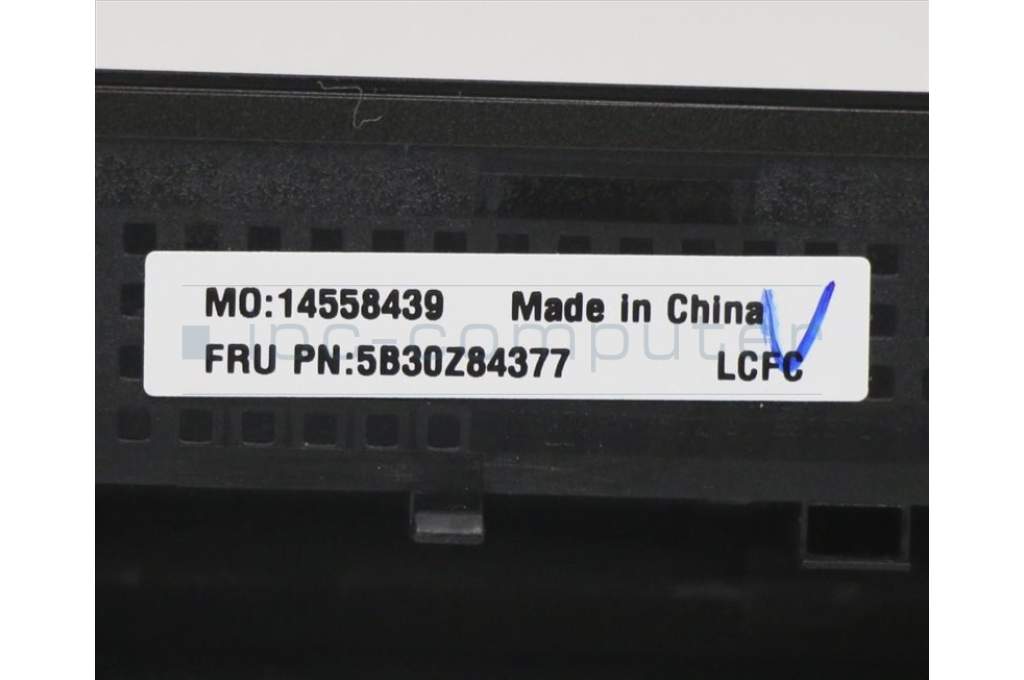 MO:14558439 Made in China
ipc-computer
FRU PN:5B30Z84377 LCFC